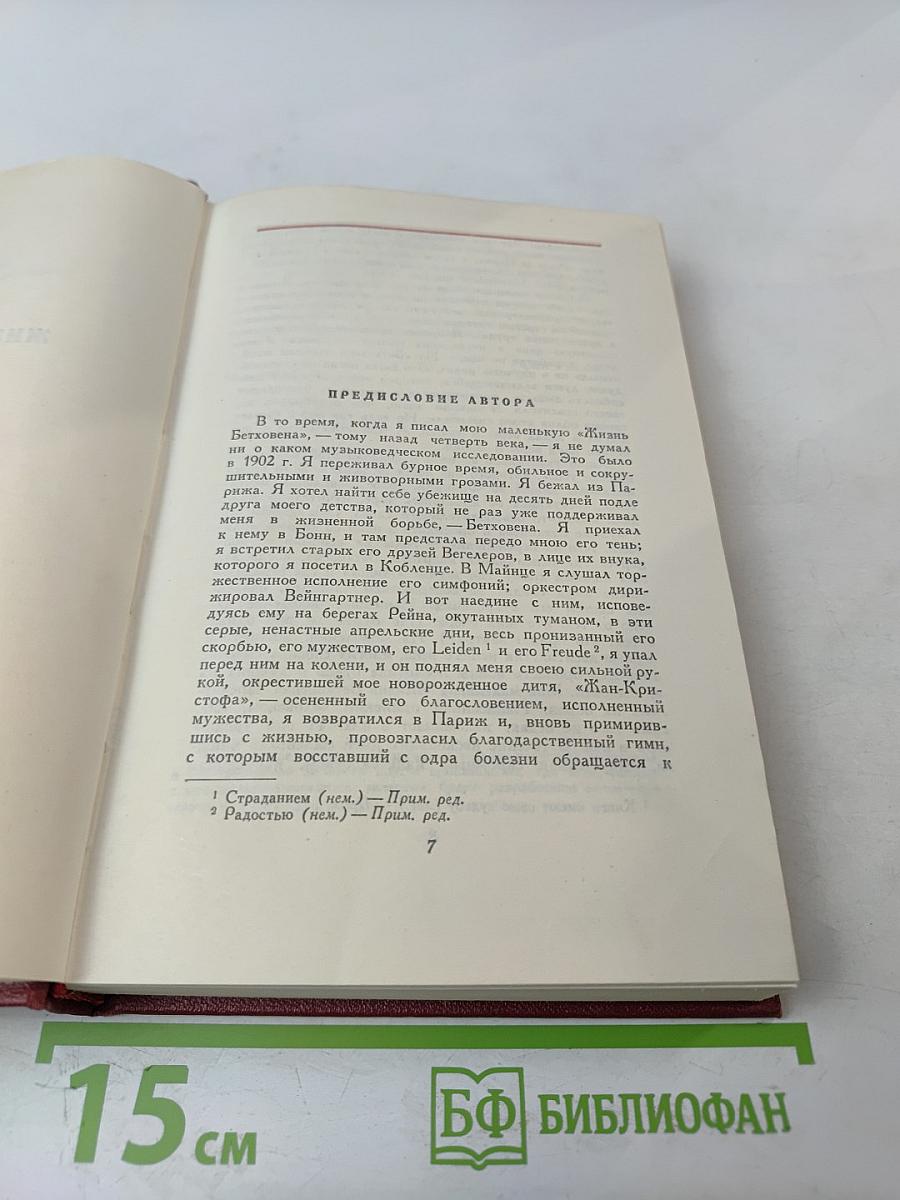 ЖИ
ПРЕДИСЛОВИЕ АВТОРА
В то время, когда я писал мою маленькую «Жизнь
Бетховена», — тому назад четверть века, — я не думал
ни о каком музыковедческом исследовании. Это было
в 1902 г. Я переживал бурное время, обильное и сокру-
шительными и животворными грозами. Я бежал из Па-
рижа. Я хотел найти себе убежище на десять дней подле
друга моего детства, который не раз уже поддерживал
меня в жизненной борьбе, — Бетховена. Я приехал
к нему в Бонн, и там предстала передо мною его тень;
я встретил старых его друзей Вегелеров, в лице их внука,
которого я посетил в Кобленце. В Майнце я слушал тор-
жественное исполнение его симфоний; оркестром дири-
жировал Вейнгартнер. И вот наедине с ним, испове-
дуясь ему на берегах Рейна, окутанных туманом, в эти
серые, ненастные апрельские дни, весь пронизанный его
скорбью, его мужеством, его Leiden ¹ и его Freude ², я упал
перед ним на колени, и он поднял меня своею сильной ру-
кой, окрестившей мое новорожденное дитя, «Жан-Кри-
стофа», — осененный его благословением, исполненный
мужества, я возвратился в Париж и, вновь примирив-
шись с жизнью, провозгласил благодарственный гимн,
с которым восставший с одра болезни обращается к
¹ Страданием (нем.) — Прим. ред.
² Радостью (нем.) — Прим. ред.
7
15 см
БФ БИБЛИОФАН